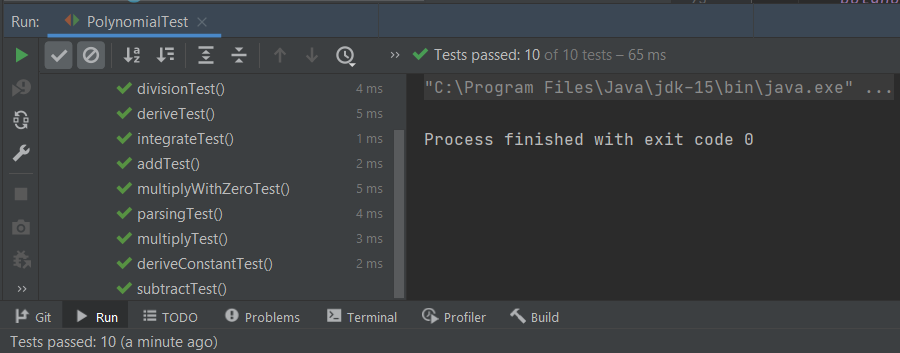 Run: PolynomialTest
Tests passed: 10 of 10 tests – 65 ms
divisionTest() 4 ms
deriveTest() 5 ms
integrateTest() 1 ms
addTest() 2 ms
multiplyWithZeroTest() 5 ms
parsingTest() 4 ms
multiplyTest() 3 ms
deriveConstantTest() 2 ms
subtractTest()
"C:\Program Files\Java\jdk-15\bin\java.exe" ...
Process finished with exit code 0
Git Run TODO Problems Terminal Profiler Build
Tests passed: 10 (a minute ago)